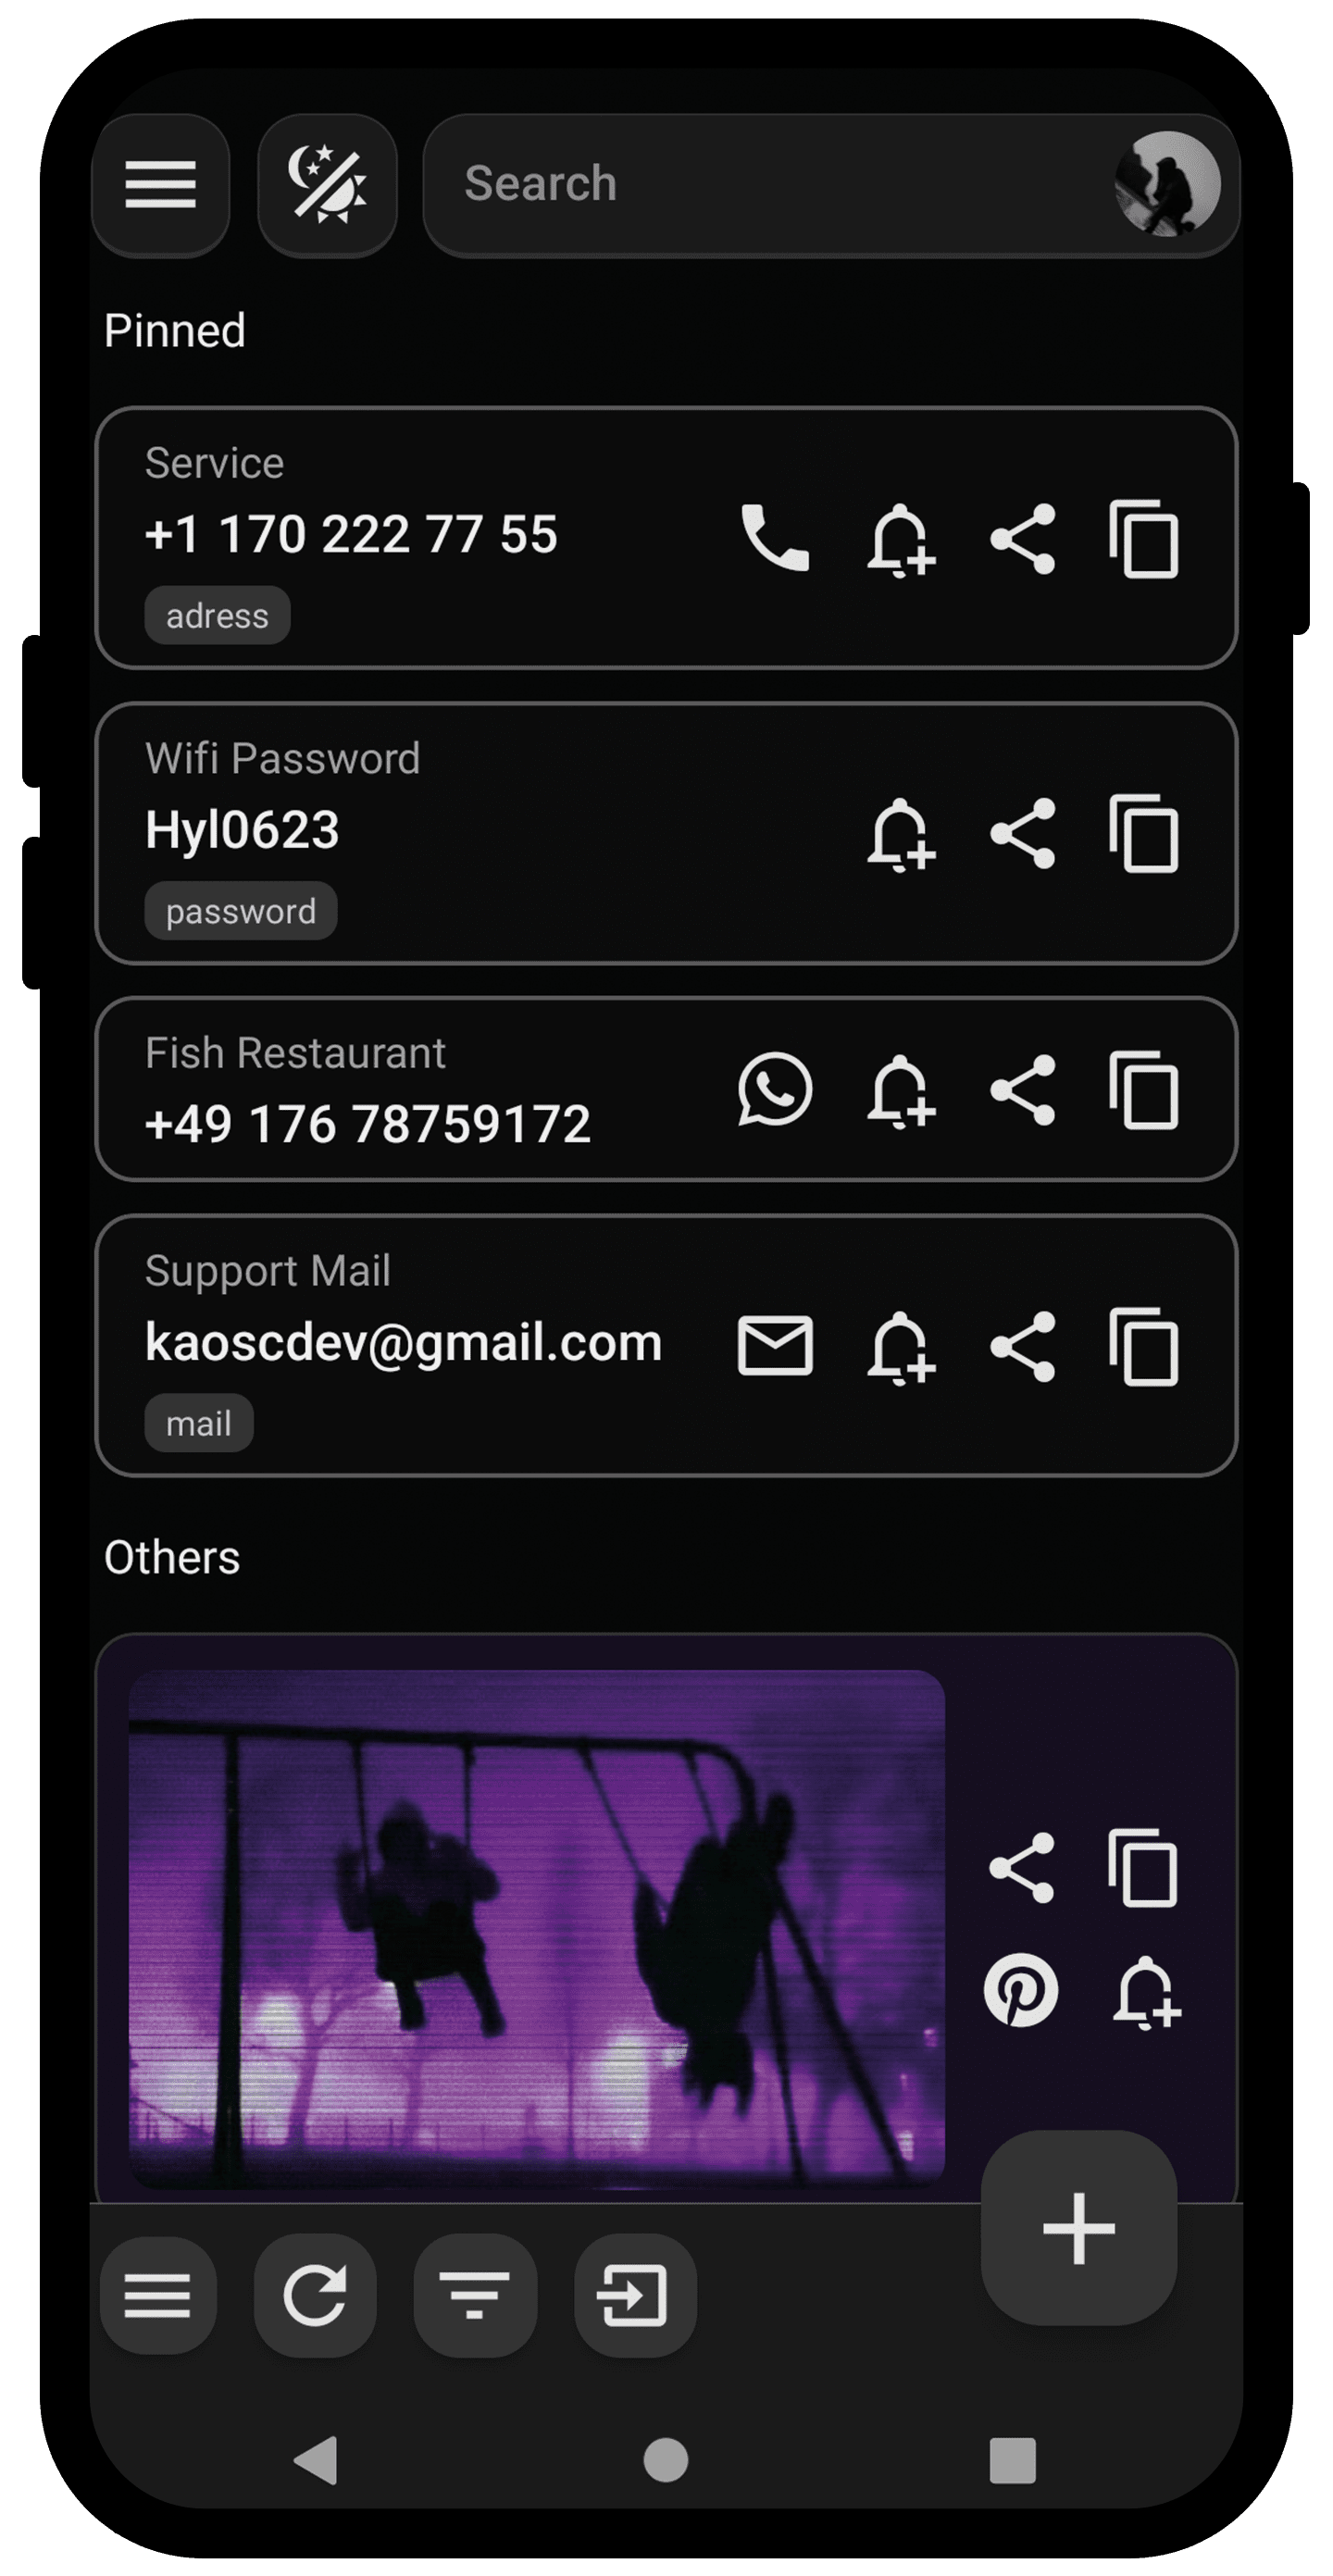 Search
Pinned
Service
+1 170 222 77 55
adress
Wifi Password
Hyl0623
password
Fish Restaurant
+49 176 78759172
Support Mail
kaoscdev@gmail.com
mail
Others